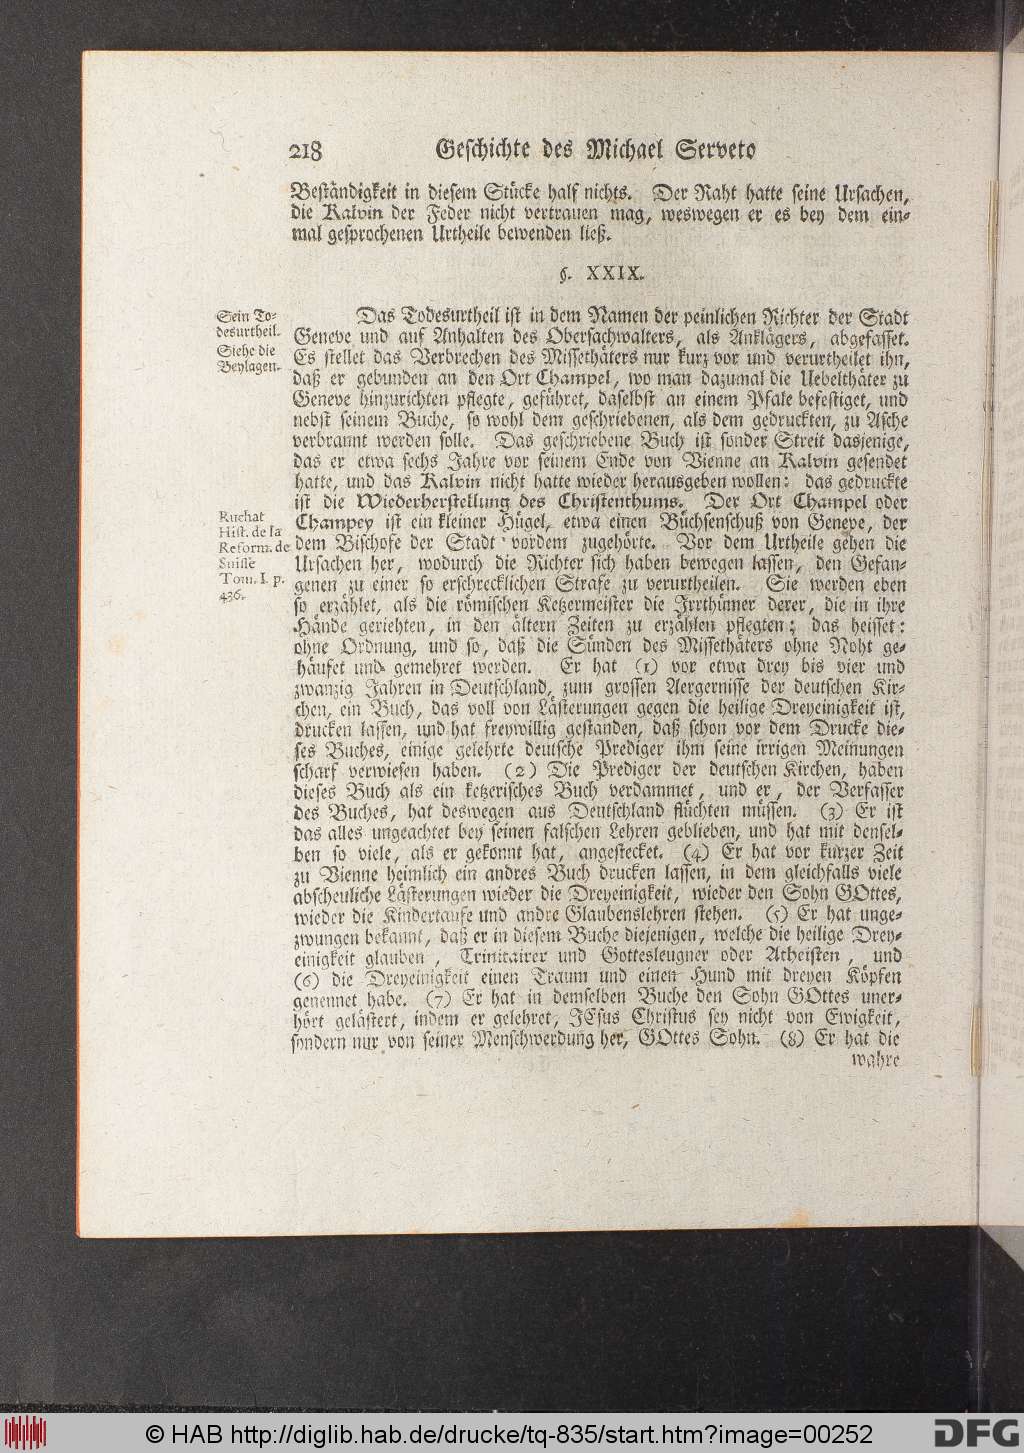 218 Geschichte des Michael Serveto
Beständigkeit in diesem Stücke half nichts. Der Raht hatte seine Ursachen,
die Kalvin der Feder nicht vertrauen mag, weswegen er es bey dem ein-
mal gesprochenen Urtheile bewenden ließ.
§. XXIX.
Sein To-
desurtheil.
Siehe die
Beylagen.
Das Todesurtheil ist in dem Namen der peinlichen Richter der Stadt
Geneve und auf Anhalten des Obersachwalters, als Anklägers, abgefasset.
Es stellet das Verbrechen des Missethäters nur kurz vor und verurtheilet ihn,
daß er gebunden an den Ort Champel, wo man dazumal die Uebelthäter zu
Geneve hinzurichten pflegte, geführet, daselbst an einem Pfale befestiget, und
nebst seinem Buche, so wohl dem geschriebenen, als dem gedruckten, zu Asche
verbrannt werden solle. Das geschriebene Buch ist sonder Streit dasjenige,
das er etwa sechs Jahre vor seinem Ende von Vienne an Kalvin gesendet
hatte, und das Kalvin nicht hatte wieder herausgeben wollen: das gedruckte
ist die Wiederherstellung des Christenthums. Der Ort Champel oder
Champey ist ein kleiner Hügel, etwa einen Büchsenschuß von Geneve, der
dem Bischofe der Stadt vordem zugehörte. Vor dem Urtheile gehen die
Ursachen her, wodurch die Richter sich haben bewegen lassen, den Gefan-
genen zu einer so erschrecklichen Strafe zu verurtheilen. Sie werden eben
so erzählet, als die römischen Ketzermeister die Irrthümer derer, die in ihre
Hände geriehten, in den ältern Zeiten zu erzählen pflegten; das heisset:
ohne Ordnung, und so, daß die Sünden des Missethäters ohne Noht ge-
häufet und gemehret werden. Er hat (1) vor etwa drey bis vier und
zwanzig Jahren in Deutschland, zum grossen Aergernisse der deutschen Kir-
chen, ein Buch, das voll von Lästerungen gegen die heilige Dreyeinigkeit ist,
drucken lassen, und hat freywillig gestanden, daß schon vor dem Drucke die-
ses Buches, einige gelehrte deutsche Prediger ihm seine irrigen Meinungen
scharf verwiesen haben. (2) Die Prediger der deutschen Kirchen, haben
dieses Buch als ein ketzerisches Buch verdammet, und er, der Verfasser
des Buches, hat deswegen aus Deutschland flüchten müssen. (3) Er ist
das alles ungeachtet bey seinen falschen Lehren geblieben, und hat mit densel-
ben so viele, als er gekonnt hat, angestecket. (4) Er hat vor kurzer Zeit
zu Vienne heimlich ein andres Buch drucken lassen, in dem gleichfalls viele
abscheuliche Lästerungen wieder die Dreyeinigkeit, wieder den Sohn GOttes,
wieder die Kindertaufe und andre Glaubenslehren stehen. (5) Er hat unge-
zwungen bekannt, daß er in diesem Buche diejenigen, welche die heilige Drey-
einigkeit glauben, Trinitairer und Gottesleugner oder Atheisten, und
(6) die Dreyeinigkeit einen Traum und einen Hund mit dreyen Köpfen
genennet habe. (7) Er hat in demselben Buche den Sohn GOttes uner-
hört gelästert, indem er gelehret, JEsus Christus sey nicht von Ewigkeit,
sondern nur von seiner Menschwerdung her, GOttes Sohn. (8) Er hat die
wahre
Ruchat
Hist. de la
Reform. de
Suisse
Tom. I. p.
436.
© HAB http://diglib.hab.de/drucke/tq-835/start.htm?image=00252
DFG